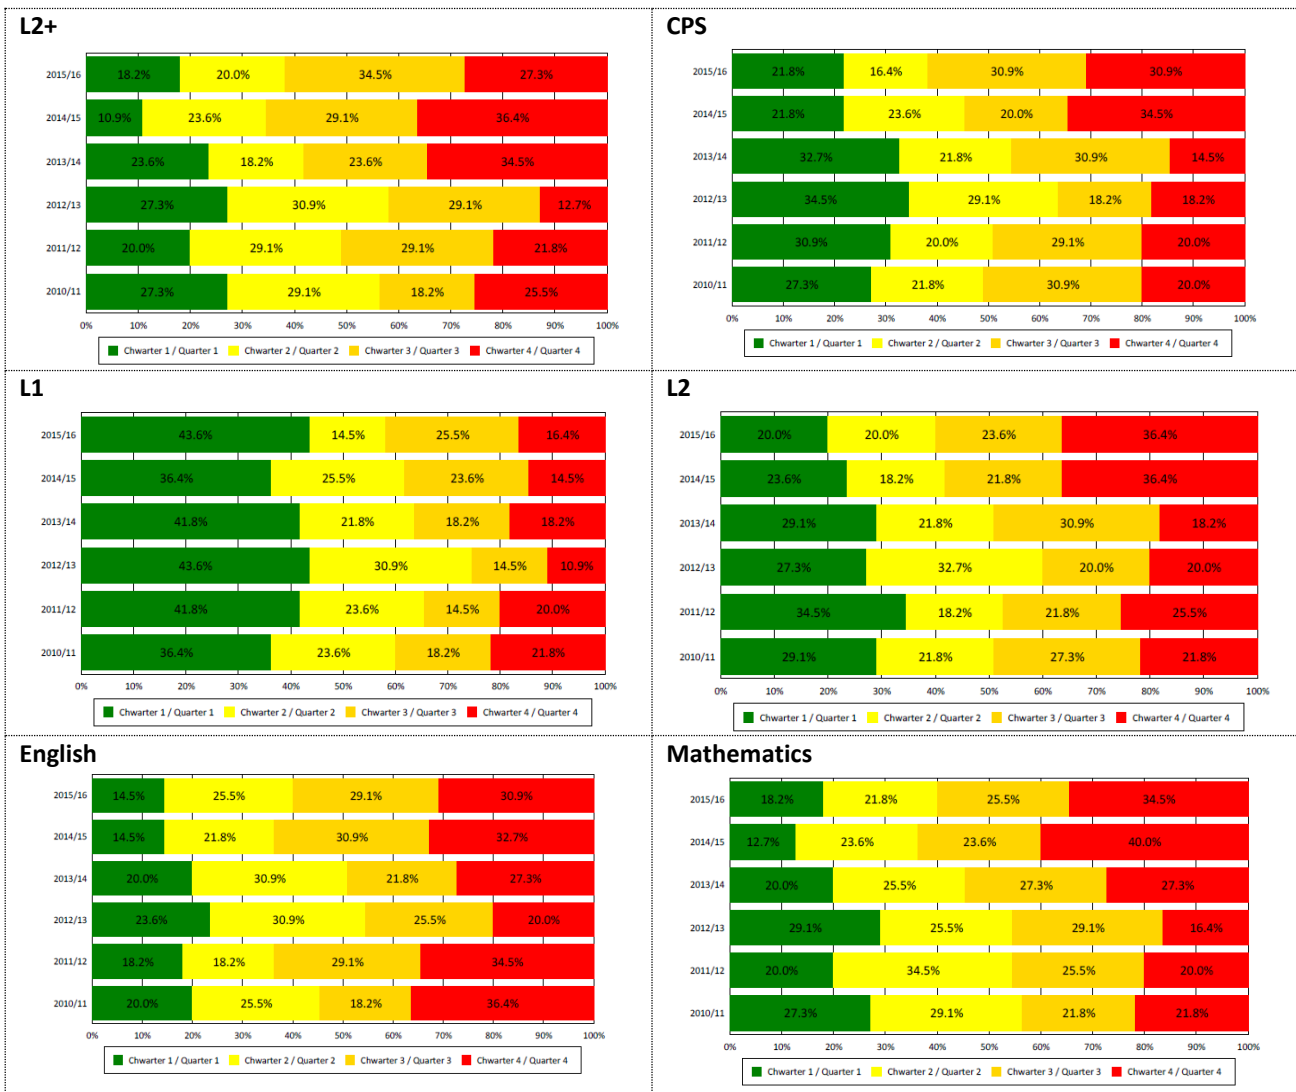 L2+
2015/16 18.2% 20.0% 34.5% 27.3%
2014/15 10.9% 23.6% 29.1% 36.4%
2013/14 23.6% 18.2% 23.6% 34.5%
2012/13 27.3% 30.9% 29.1% 12.7%
2011/12 20.0% 29.1% 29.1% 21.8%
2010/11 27.3% 29.1% 18.2% 25.5%
0% 10% 20% 30% 40% 50% 60% 70% 80% 90% 100%
Chwarter 1 / Quarter 1 Chwarter 2 / Quarter 2 Chwarter 3 / Quarter 3 Chwarter 4 / Quarter 4
CPS
2015/16 21.8% 16.4% 30.9% 30.9%
2014/15 21.8% 23.6% 20.0% 34.5%
2013/14 32.7% 21.8% 30.9% 14.5%
2012/13 34.5% 29.1% 18.2% 18.2%
2011/12 30.9% 20.0% 29.1% 20.0%
2010/11 27.3% 21.8% 30.9% 20.0%
0% 10% 20% 30% 40% 50% 60% 70% 80% 90% 100%
Chwarter 1 / Quarter 1 Chwarter 2 / Quarter 2 Chwarter 3 / Quarter 3 Chwarter 4 / Quarter 4
L1
2015/16 43.6% 14.5% 25.5% 16.4%
2014/15 36.4% 25.5% 23.6% 14.5%
2013/14 41.8% 21.8% 18.2% 18.2%
2012/13 43.6% 30.9% 14.5% 10.9%
2011/12 41.8% 23.6% 14.5% 20.0%
2010/11 36.4% 23.6% 18.2% 21.8%
0% 10% 20% 30% 40% 50% 60% 70% 80% 90% 100%
Chwarter 1 / Quarter 1 Chwarter 2 / Quarter 2 Chwarter 3 / Quarter 3 Chwarter 4 / Quarter 4
L2
2015/16 20.0% 20.0% 23.6% 36.4%
2014/15 23.6% 18.2% 21.8% 36.4%
2013/14 29.1% 21.8% 30.9% 18.2%
2012/13 27.3% 32.7% 20.0% 20.0%
2011/12 34.5% 18.2% 21.8% 25.5%
2010/11 29.1% 21.8% 27.3% 21.8%
0% 10% 20% 30% 40% 50% 60% 70% 80% 90% 100%
Chwarter 1 / Quarter 1 Chwarter 2 / Quarter 2 Chwarter 3 / Quarter 3 Chwarter 4 / Quarter 4
English
2015/16 14.5% 25.5% 29.1% 30.9%
2014/15 14.5% 21.8% 30.9% 32.7%
2013/14 20.0% 30.9% 21.8% 27.3%
2012/13 23.6% 30.9% 25.5% 20.0%
2011/12 18.2% 18.2% 29.1% 34.5%
2010/11 20.0% 25.5% 18.2% 36.4%
0% 10% 20% 30% 40% 50% 60% 70% 80% 90% 100%
Chwarter 1 / Quarter 1 Chwarter 2 / Quarter 2 Chwarter 3 / Quarter 3 Chwarter 4 / Quarter 4
Mathematics
2015/16 18.2% 21.8% 25.5% 34.5%
2014/15 12.7% 23.6% 23.6% 40.0%
2013/14 20.0% 25.5% 27.3% 27.3%
2012/13 29.1% 25.5% 29.1% 16.4%
2011/12 20.0% 34.5% 25.5% 20.0%
2010/11 27.3% 29.1% 21.8% 21.8%
0% 10% 20% 30% 40% 50% 60% 70% 80% 90% 100%
Chwarter 1 / Quarter 1 Chwarter 2 / Quarter 2 Chwarter 3 / Quarter 3 Chwarter 4 / Quarter 4